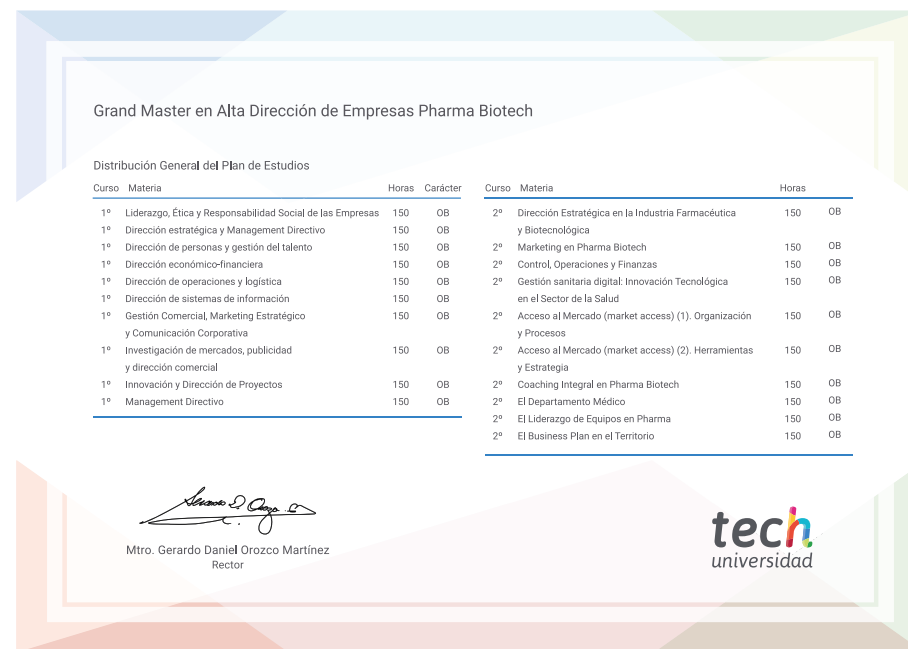 Grand Master en Alta Dirección de Empresas Pharma Biotech
Distribución General del Plan de Estudios
Curso Materia Horas Carácter
1º Liderazgo, Ética y Responsabilidad Social de las Empresas 150 OB
1º Dirección estratégica y Management Directivo 150 OB
1º Dirección de personas y gestión del talento 150 OB
1º Dirección económico-financiera 150 OB
1º Dirección de operaciones y logística 150 OB
1º Dirección de sistemas de información 150 OB
1º Gestión Comercial, Marketing Estratégico 150 OB
y Comunicación Corporativa
1º Investigación de mercados, publicidad 150 OB
y dirección comercial
1º Innovación y Dirección de Proyectos 150 OB
1º Management Directivo 150 OB
Curso Materia Horas
2º Dirección Estratégica en la Industria Farmacéutica 150 OB
y Biotecnológica
2º Marketing en Pharma Biotech 150 OB
2º Control, Operaciones y Finanzas 150 OB
2º Gestión sanitaria digital: Innovación Tecnológica 150 OB
en el Sector de la Salud
2º Acceso al Mercado (market access) (1). Organización 150 OB
y Procesos
2º Acceso al Mercado (market access) (2). Herramientas 150 OB
y Estrategia
2º Coaching Integral en Pharma Biotech 150 OB
2º El Departamento Médico 150 OB
2º El Liderazgo de Equipos en Pharma 150 OB
2º El Business Plan en el Territorio 150 OB
Mtro. Gerardo Daniel Orozco Martínez
Rector
tech
universidad